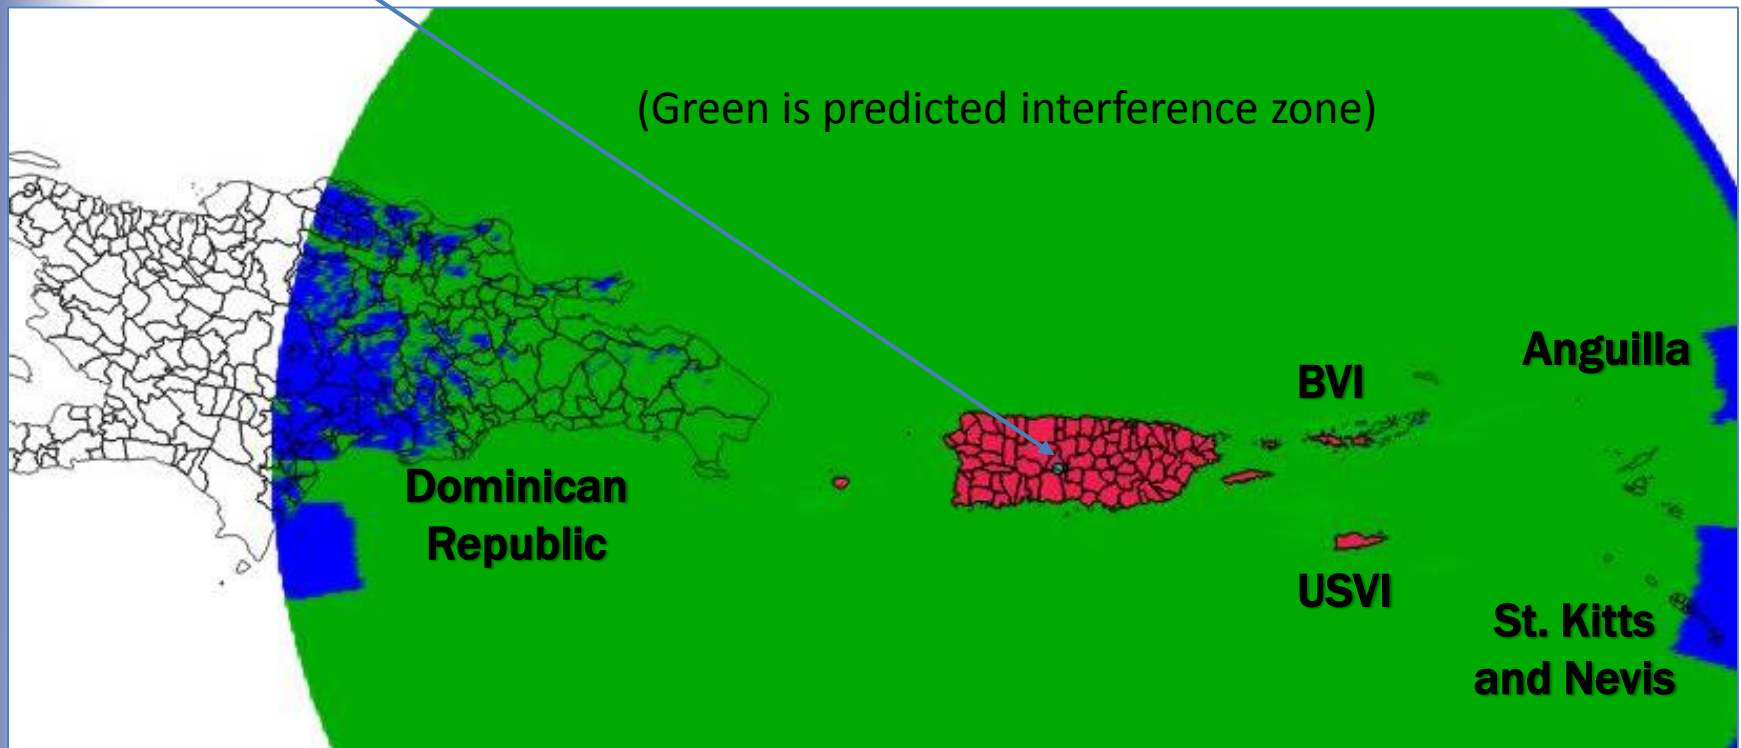 (Green is predicted interference zone)
Anguilla
BVI
Dominican
Republic
USVI
St. Kitts
and Nevis